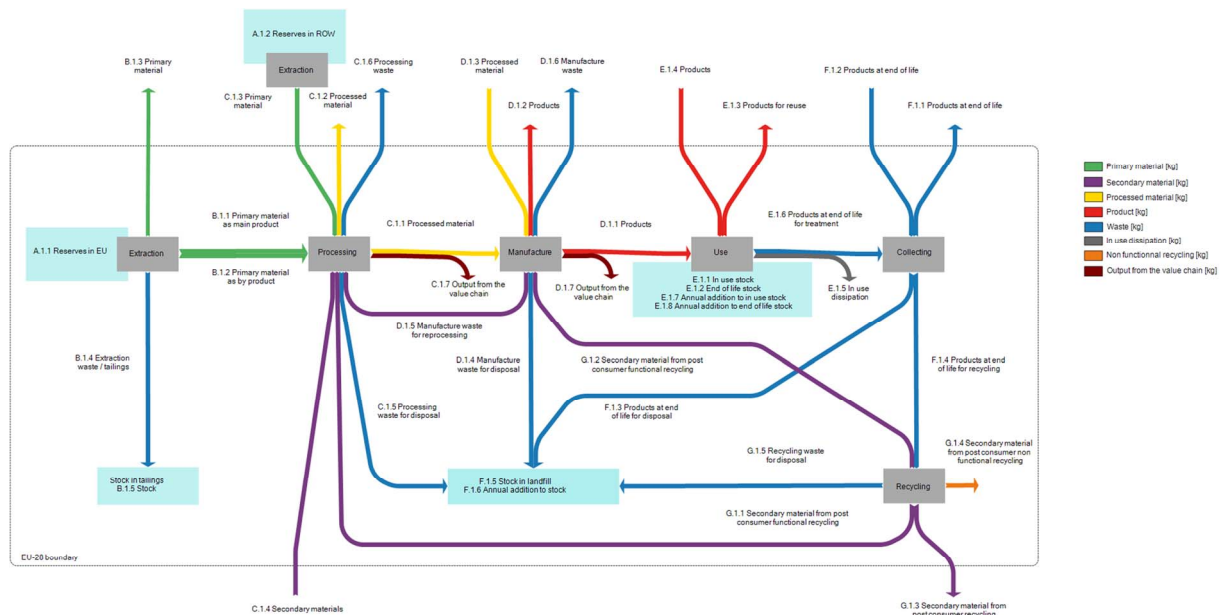 A.1.2 Reserves in ROW
Extraction
B.1.3 Primary
material
C.1.3 Primary
material
C.1.2 Processed
material
C.1.6 Processing
waste
D.1.3 Processed
material
D.1.2 Products
D.1.6 Manufacture
waste
E.1.4 Products
E.1.3 Products for reuse
F.1.2 Products at end of life
F.1.1 Products at end of life
Primary material [kg]
Secondary material [kg]
Processed material [kg]
Product [kg]
Waste [kg]
In use dissipation [kg]
Non functionnal recycling [kg]
Output from the value chain [kg]
A.1.1 Reserves in EU
Extraction
B.1.1 Primary material
as main product
B.1.2 Primary material
as by product
Processing
C.1.1 Processed material
C.1.7 Output from the
value chain
Manufacture
D.1.1 Products
D.1.7 Output from the
value chain
Use
E.1.1 In use stock
E.1.2 End of life stock
E.1.7 Annual addition to in use stock
E.1.8 Annual addition to end of life stock
E.1.6 Products at end of life
for treatment
E.1.5 In use
dissipation
Collecting
D.1.5 Manufacture waste
for reprocessing
B.1.4 Extraction
waste / tailings
D.1.4 Manufacture
waste for disposal
G.1.2 Secondary material from post
consumer functional recycling
F.1.4 Products at end
of life for recycling
C.1.5 Processing
waste for disposal
F.1.3 Products at end
of life for disposal
G.1.5 Recycling waste
for disposal
G.1.4 Secondary material
from post consumer non
functional recycling
Stock in tailings
B.1.5 Stock
F.1.5 Stock in landfill
F.1.6 Annual addition to stock
Recycling
G.1.1 Secondary material from post
consumer functional recycling
EU-28 boundary
C.1.4 Secondary materials
G.1.3 Secondary material from
post consumer recycling